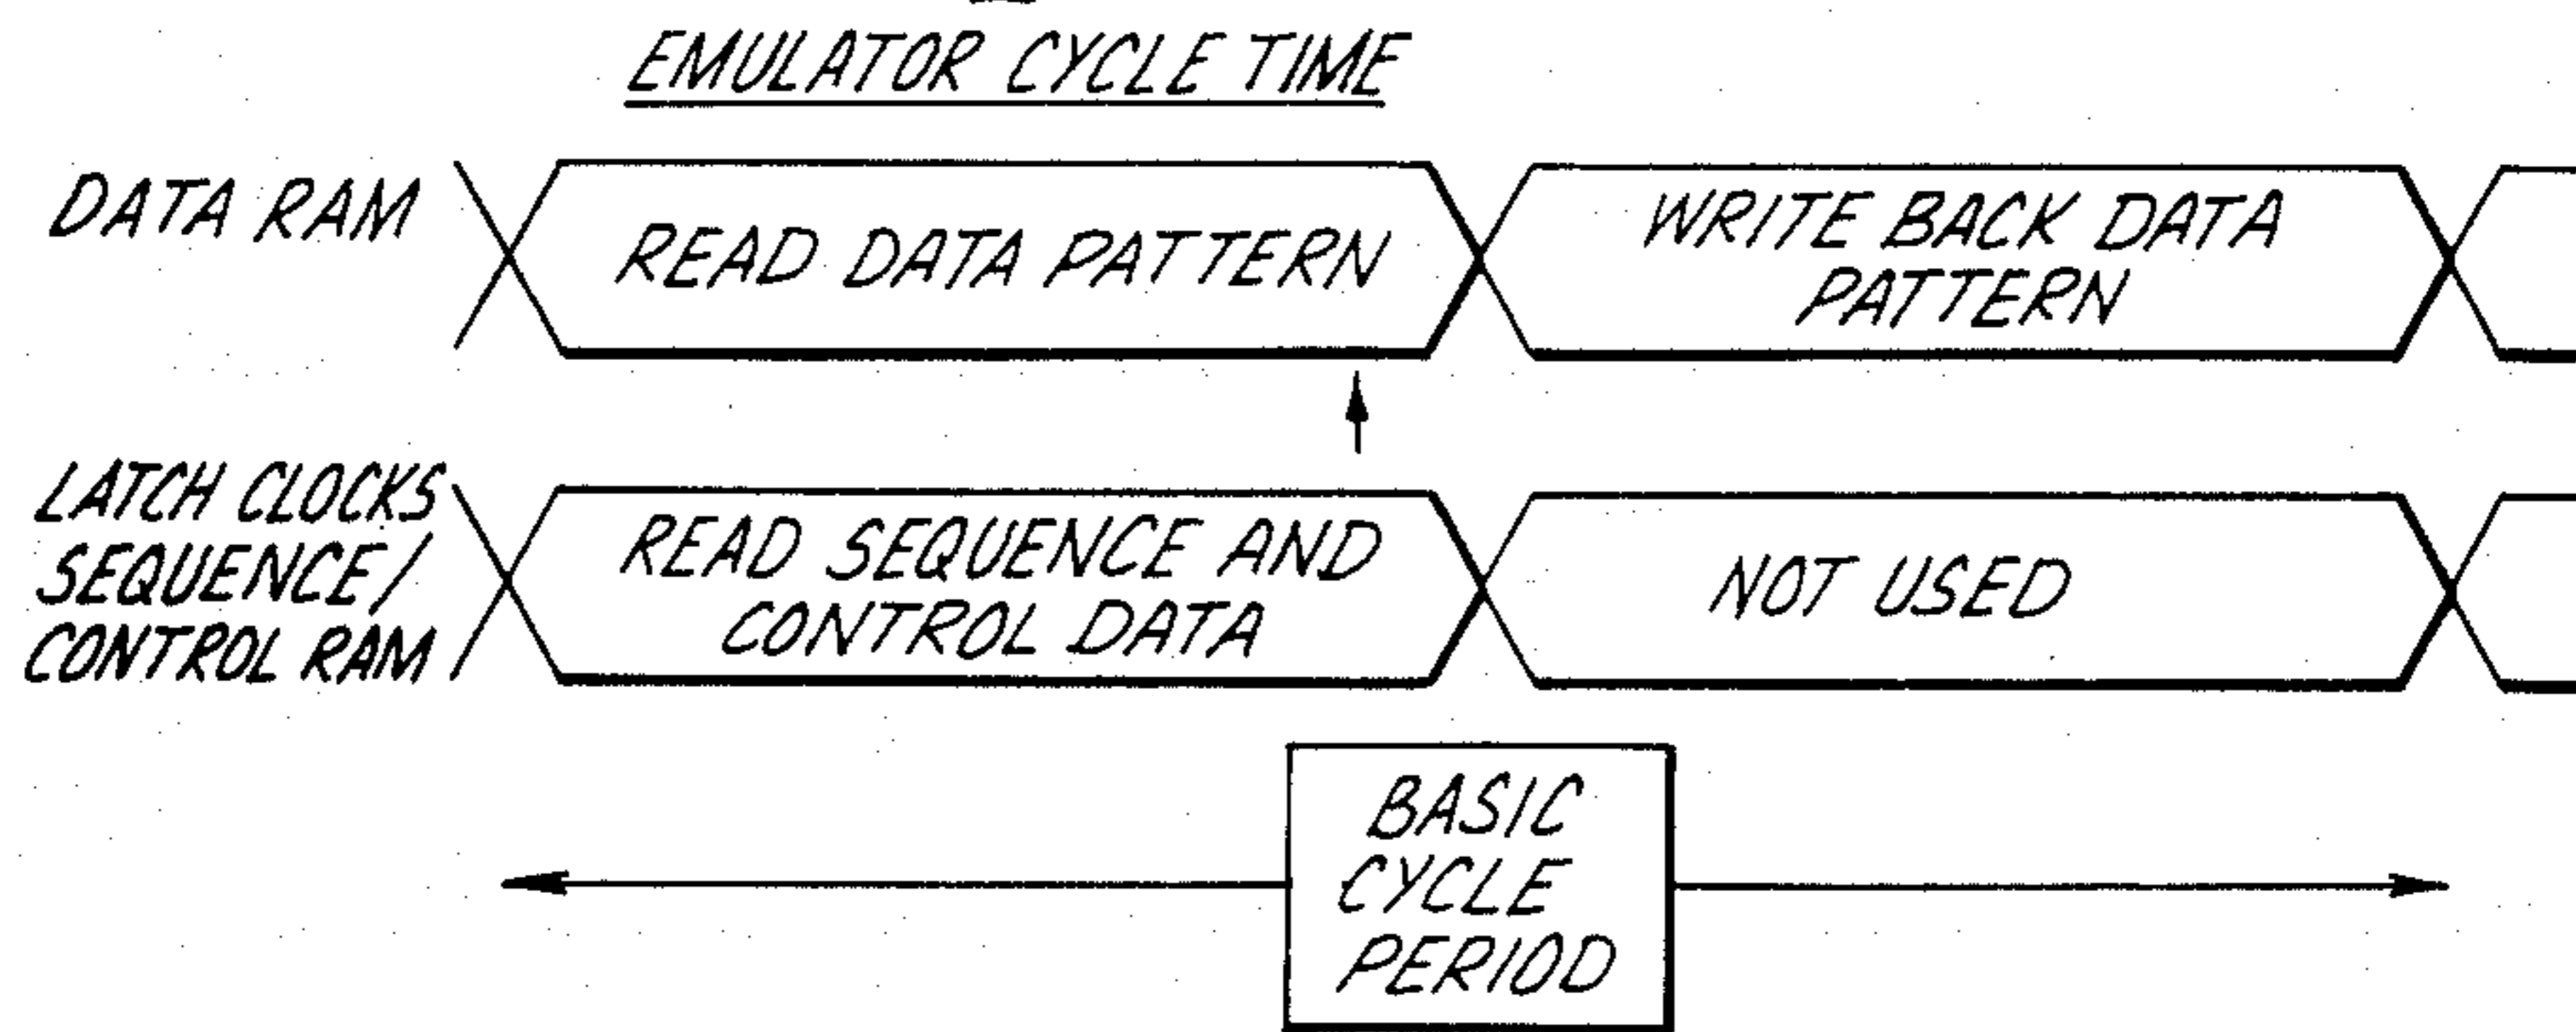 EMULATOR CYCLE TIME
DATA RAM
READ DATA PATTERN
WRITE BACK DATA
PATTERN
LATCH CLOCKS
SEQUENCE/
CONTROL RAM
READ SEQUENCE AND
CONTROL DATA
NOT USED
BASIC
CYCLE
PERIOD